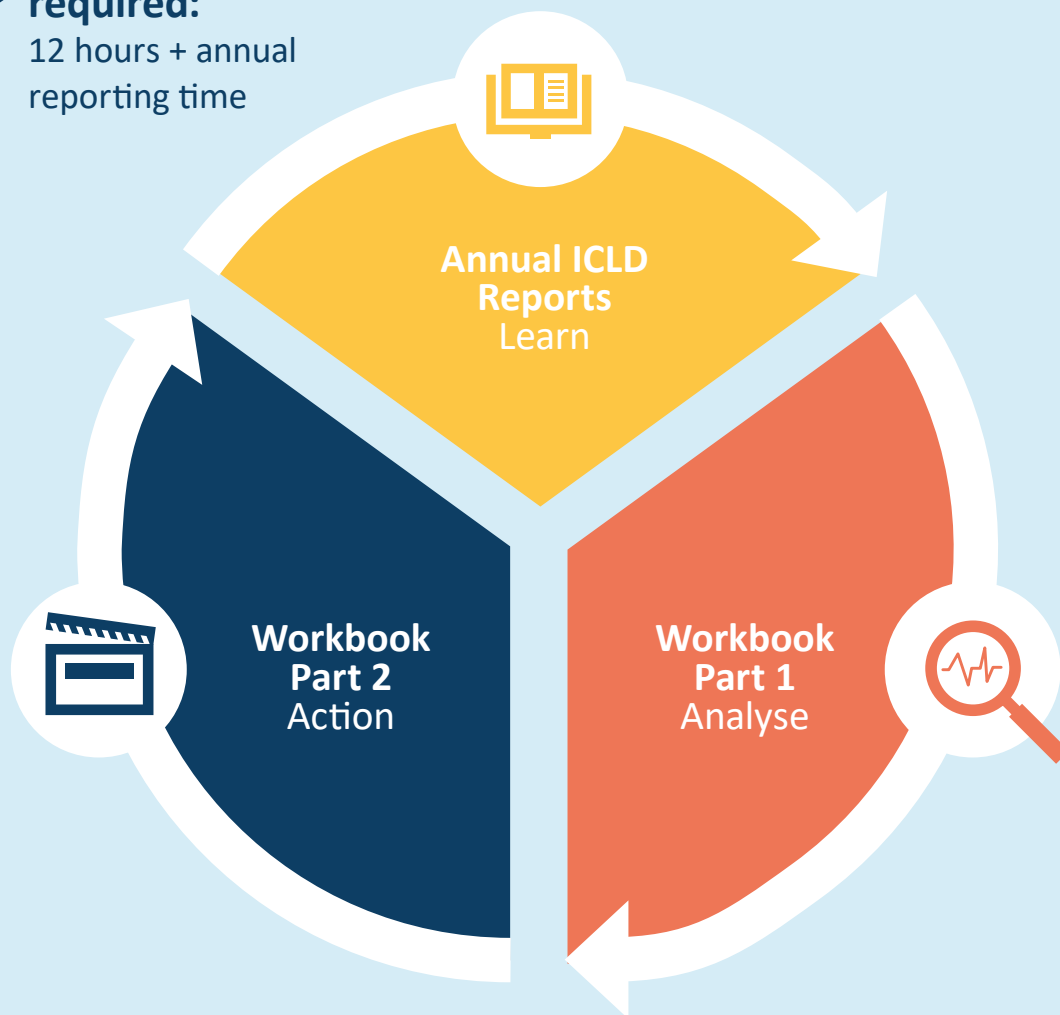 required:
12 hours + annual
reporting time
Annual ICLD
Reports
Learn
Workbook
Part 2
Action
Workbook
Part 1
Analyse